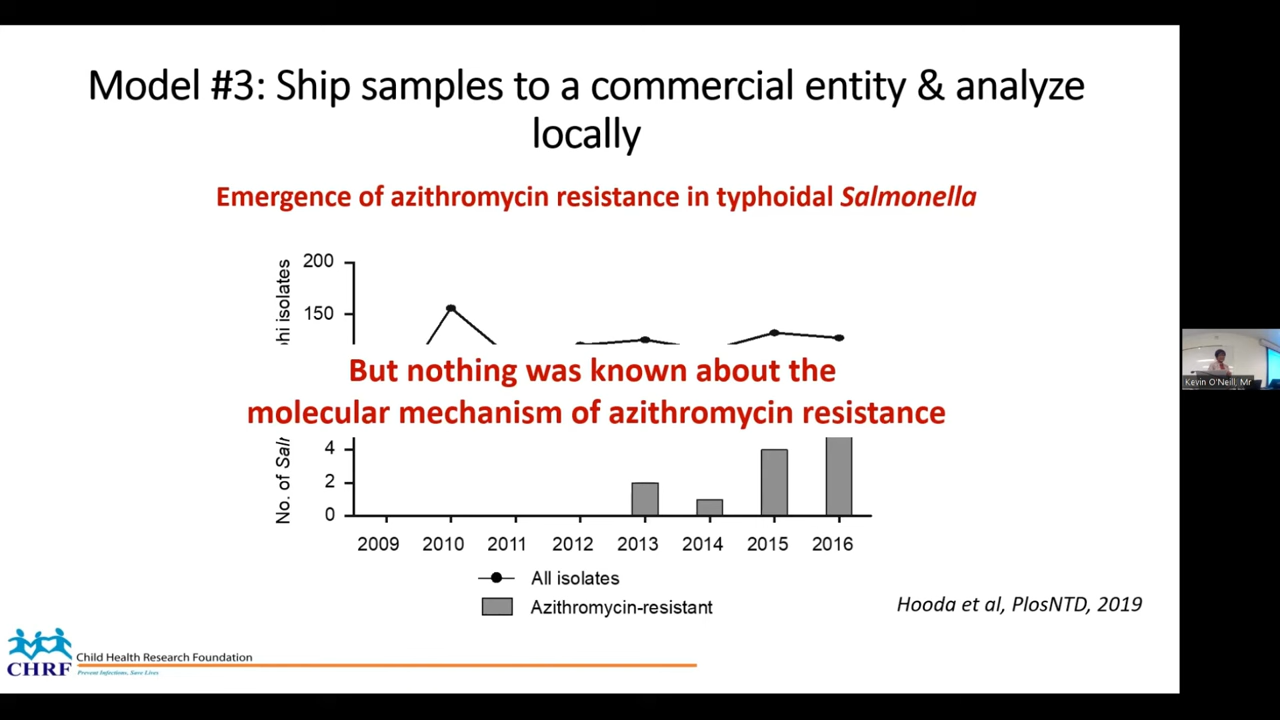 Model #3: Ship samples to a commercial entity & analyze
locally
Emergence of azithromycin resistance in typhoidal Salmonella
hi isolates
200
150
But nothing was known about the
molecular mechanism of azithromycin resistance
No. of Sal
4
2
0
2009 2010 2011 2012 2013 2014 2015 2016
All isolates
Azithromycin-resistant
Hooda et al, PlosNTD, 2019
CHRF
Child Health Research Foundation
Prevent Infections, Save Lives
Kevin O'Neill, Mr